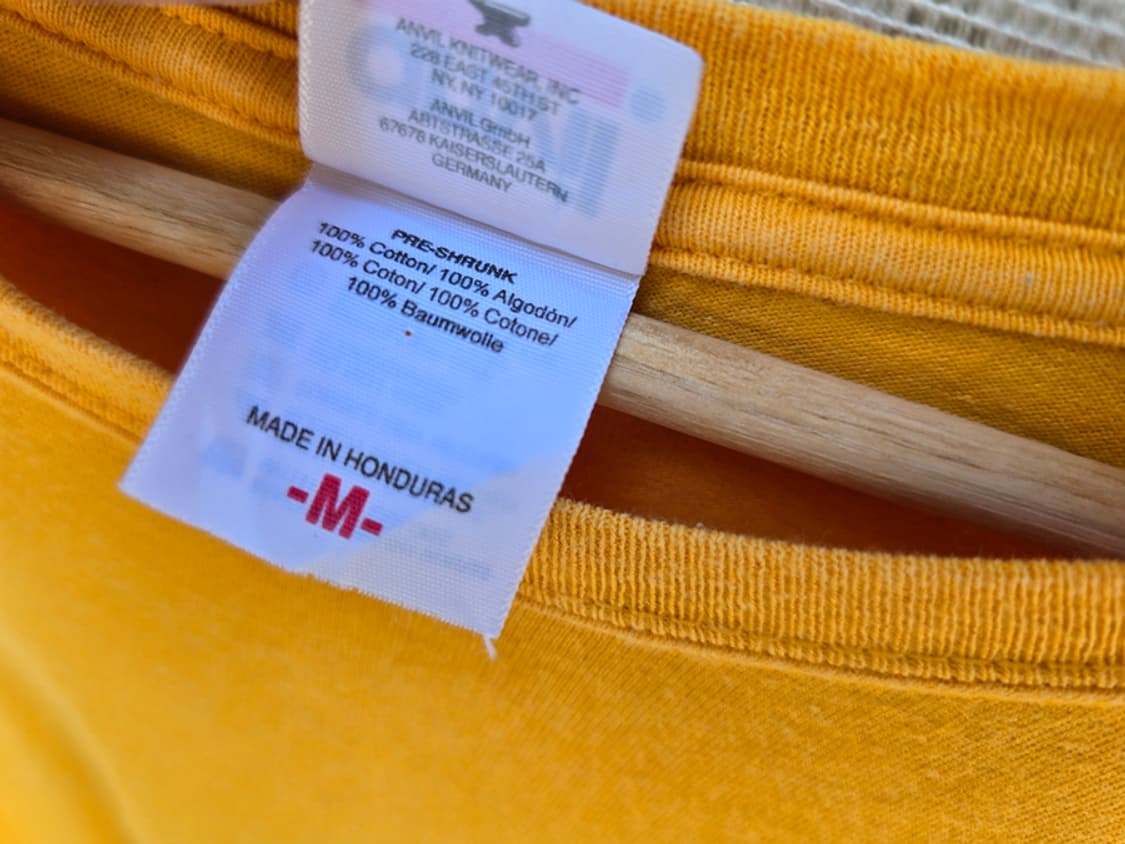 ANVIL KNITWEAR, INC
228 EAST 45TH ST
NY, NY 10017
ANVIL GmbH
ARTSTRASSE 25A
67678 KAISERSLAUTERN
GERMANY
PRE-SHRUNK
100% Cotton/ 100% Algodón/
100% Coton/ 100% Cotone/
100% Baumwolle
MADE IN HONDURAS
-M-